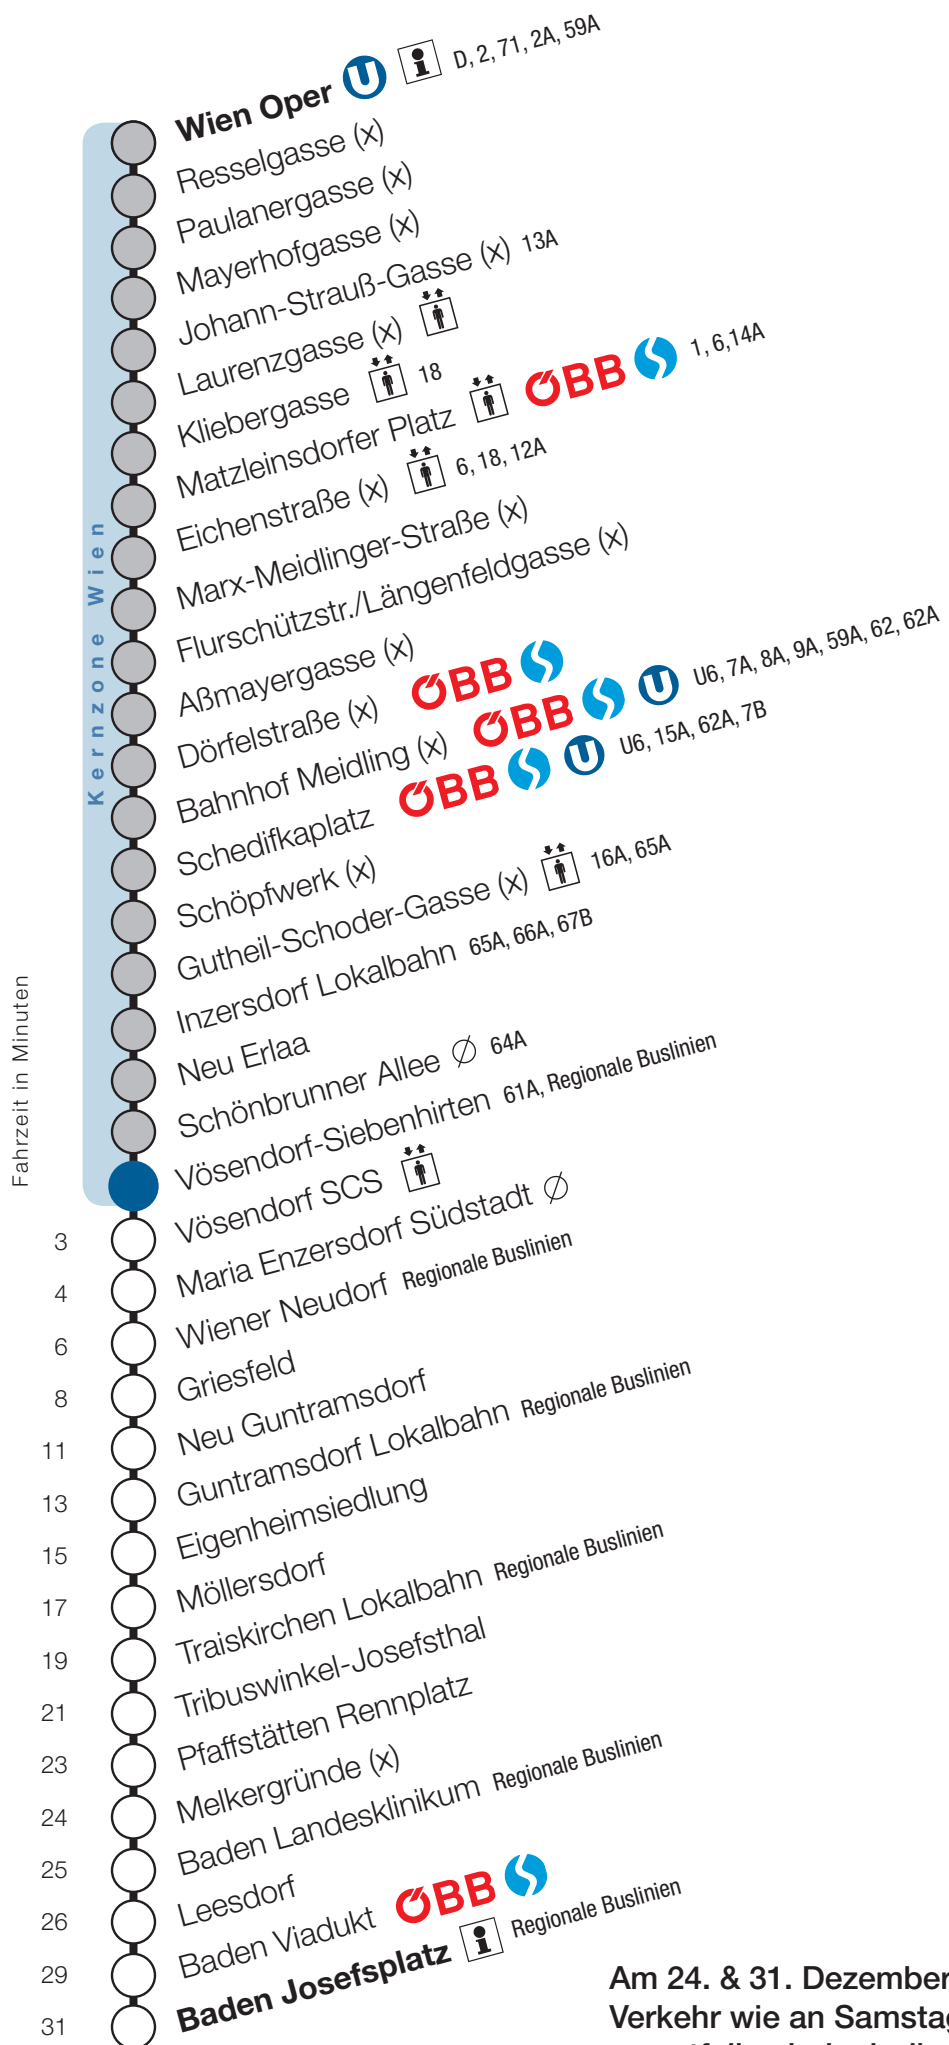 Wien Oper U i D, 2, 71, 2A, 59A
Resselgasse (x)
Paulanergasse (x)
Mayerhofgasse (x)
Johann-Strauß-Gasse (x) 13A
Laurenzgasse (x)
Kliebergasse 18
Matzleinsdorfer Platz ÖBB S 1, 6,14A
Eichenstraße (x) 6, 18, 12A
Marx-Meidlinger-Straße (x)
Flurschützstr./Längenfeldgasse (x)
Aßmayergasse (x)
Dörfelstraße (x) ÖBB S
Bahnhof Meidling (x) ÖBB S U U6, 7A, 8A, 9A, 59A, 62, 62A
Schedifkaplatz ÖBB S U U6, 15A, 62A, 7B
Schöpfwerk (x)
Gutheil-Schoder-Gasse (x) 16A, 65A
Inzersdorf Lokalbahn 65A, 66A, 67B
Neu Erlaa
Schönbrunner Allee ∅ 64A
Vösendorf-Siebenhirten 61A, Regionale Buslinien
Kernzone Wien
Fahrzeit in Minuten
3 Vösendorf SCS
4 Maria Enzersdorf Südstadt ∅
6 Wiener Neudorf Regionale Buslinien
8 Griesfeld
11 Neu Guntramsdorf
13 Guntramsdorf Lokalbahn Regionale Buslinien
15 Eigenheimsiedlung
17 Möllersdorf
19 Traiskirchen Lokalbahn Regionale Buslinien
21 Tribuswinkel-Josefsthal
23 Pfaffstätten Rennplatz
24 Melkergründe (x)
25 Baden Landesklinikum Regionale Buslinien
26 Leesdorf
29 Baden Viadukt ÖBB S
31 Baden Josefsplatz i Regionale Buslinien
Am 24. & 31. Dezember
Verkehr wie an Samstag